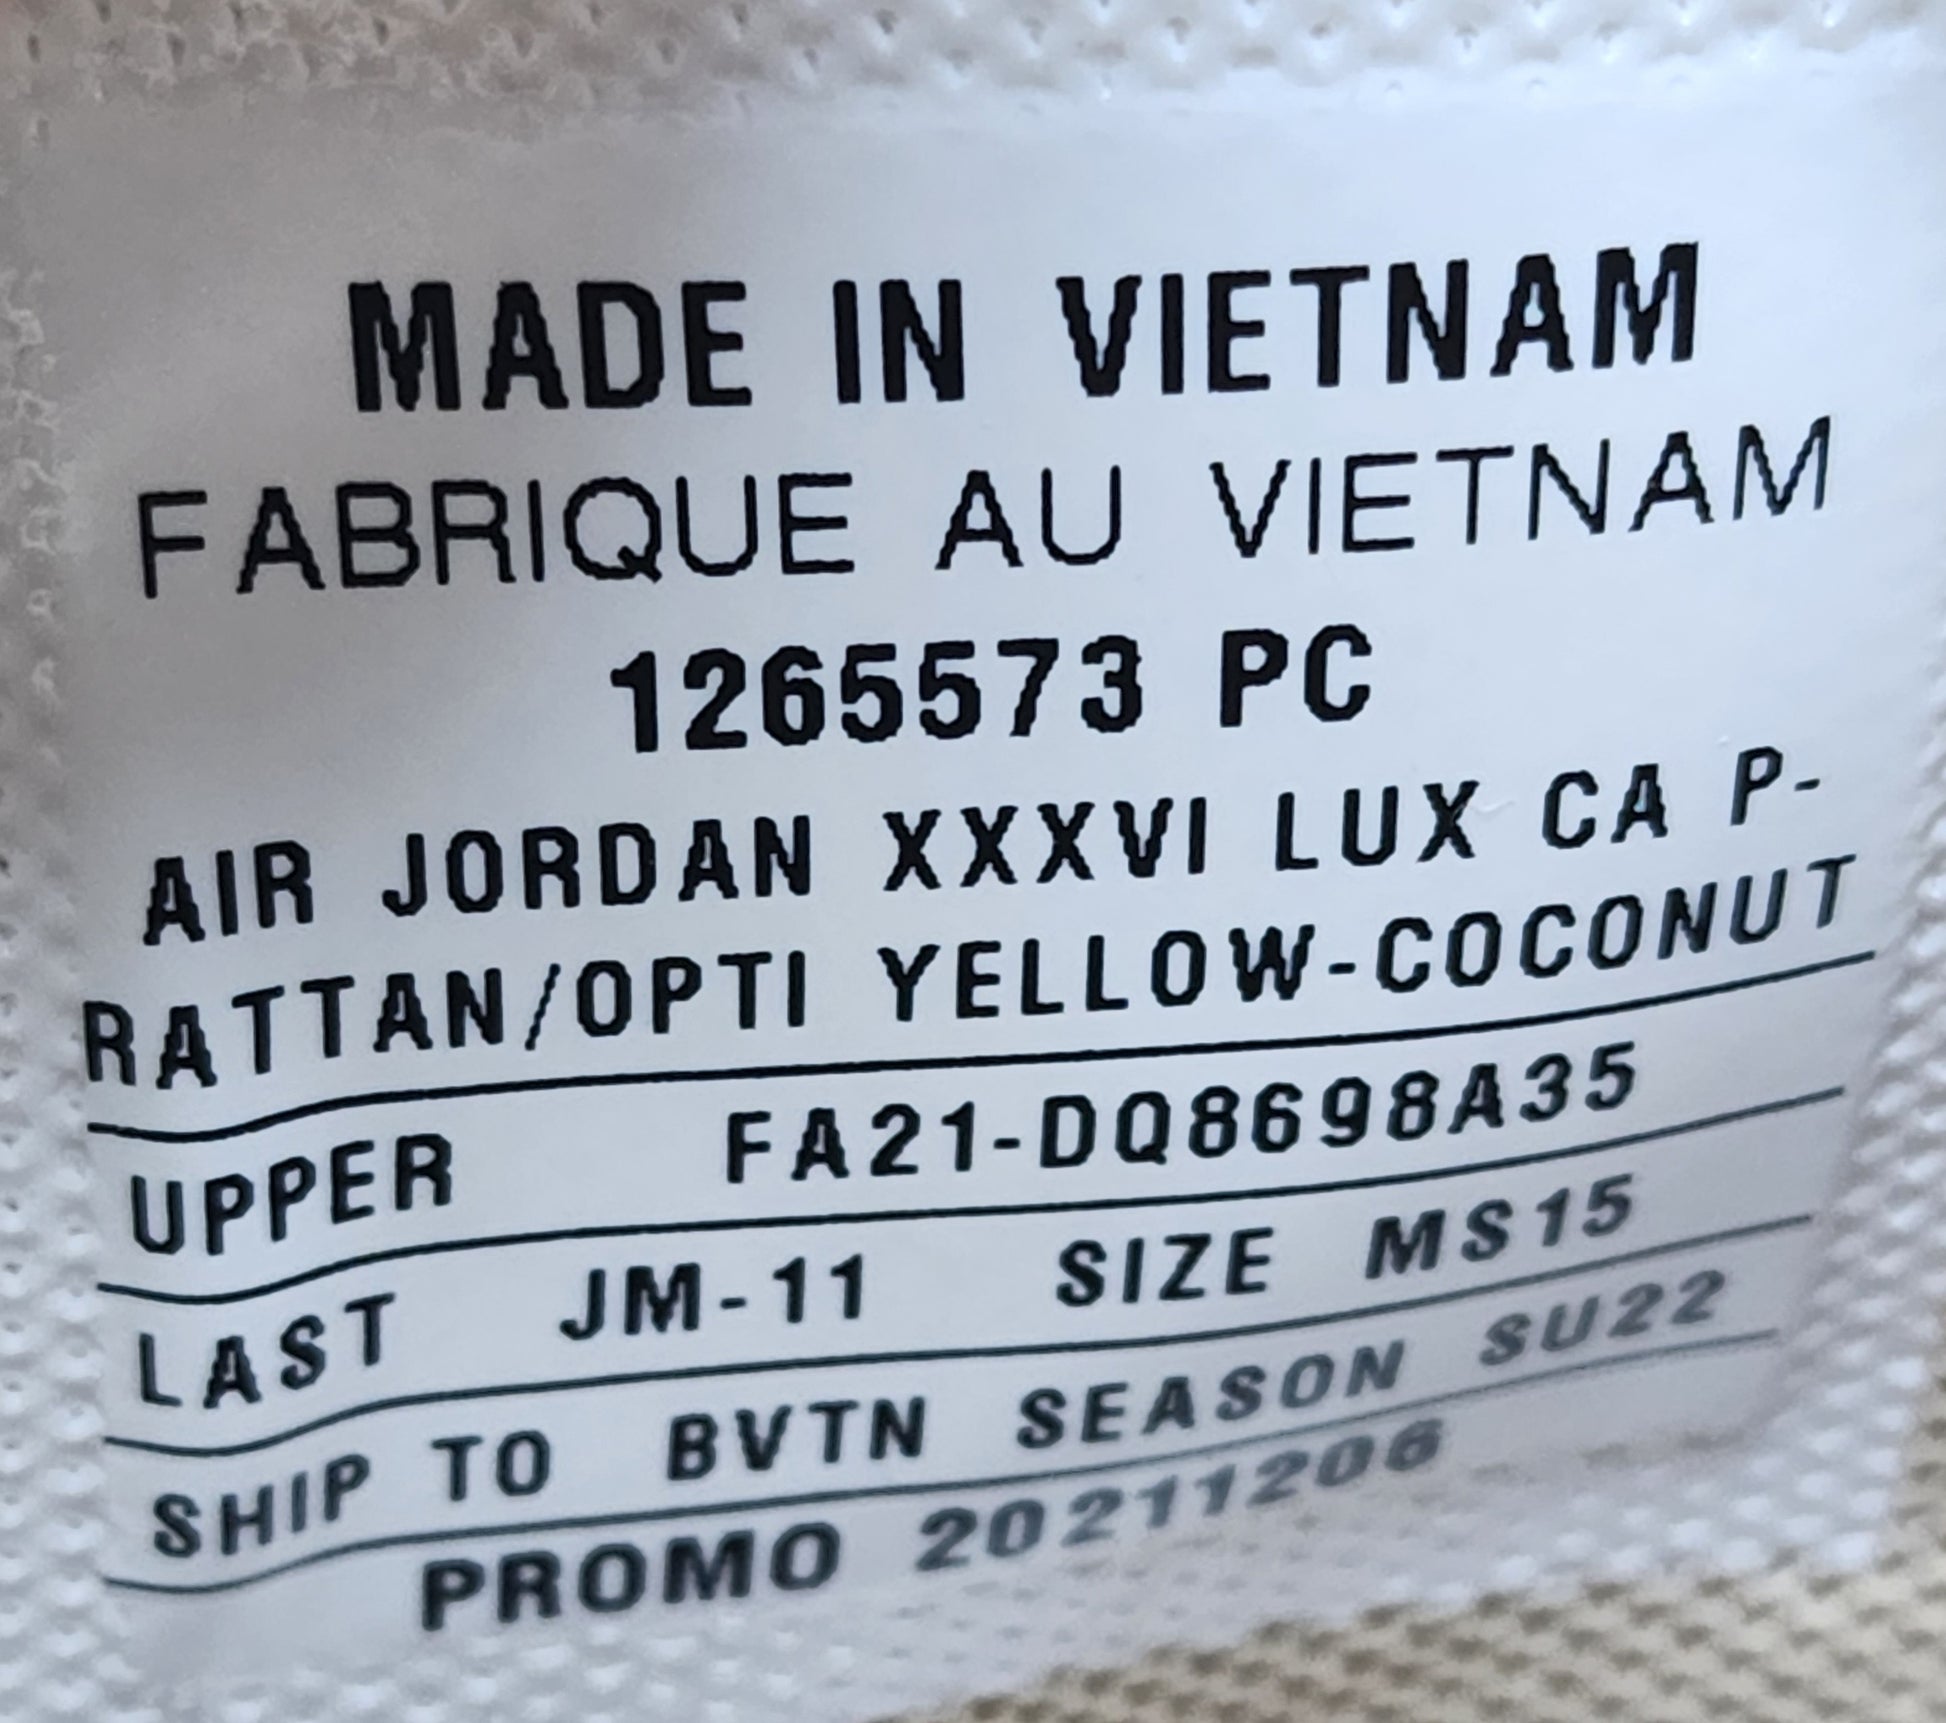 MADE IN VIETNAM
FABRIQUE AU VIETNAM
1265573 PC
AIR JORDAN XXXVI LUX CA P-
RATTAN/OPTI YELLOW-COCONUT
UPPER FA21-DQ8698A35
LAST JM-11 SIZE MS15
SHIP TO BVTN SEASON SU22
PROMO 20211206